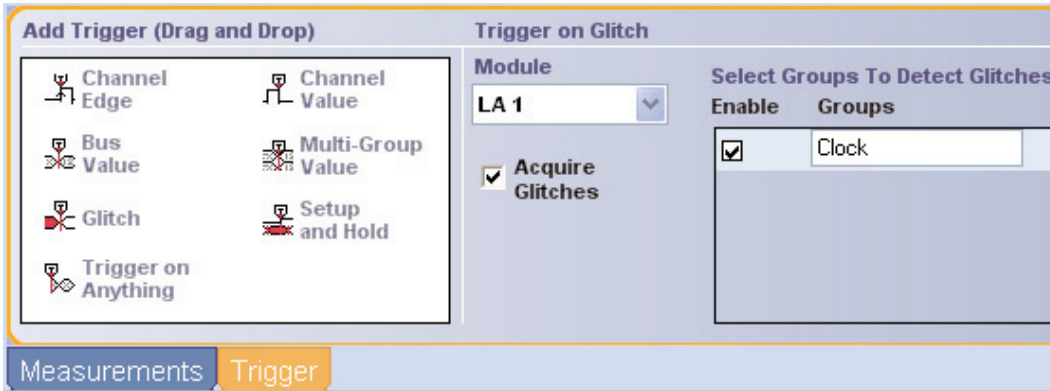 Add Trigger (Drag and Drop)
Channel
Edge
Channel
Value
Bus
Value
Multi-Group
Value
Glitch
Setup
and Hold
Trigger on
Anything
Trigger on Glitch
Module
LA 1
Acquire
Glitches
Select Groups To Detect Glitches
Enable Groups
Clock
Measurements Trigger